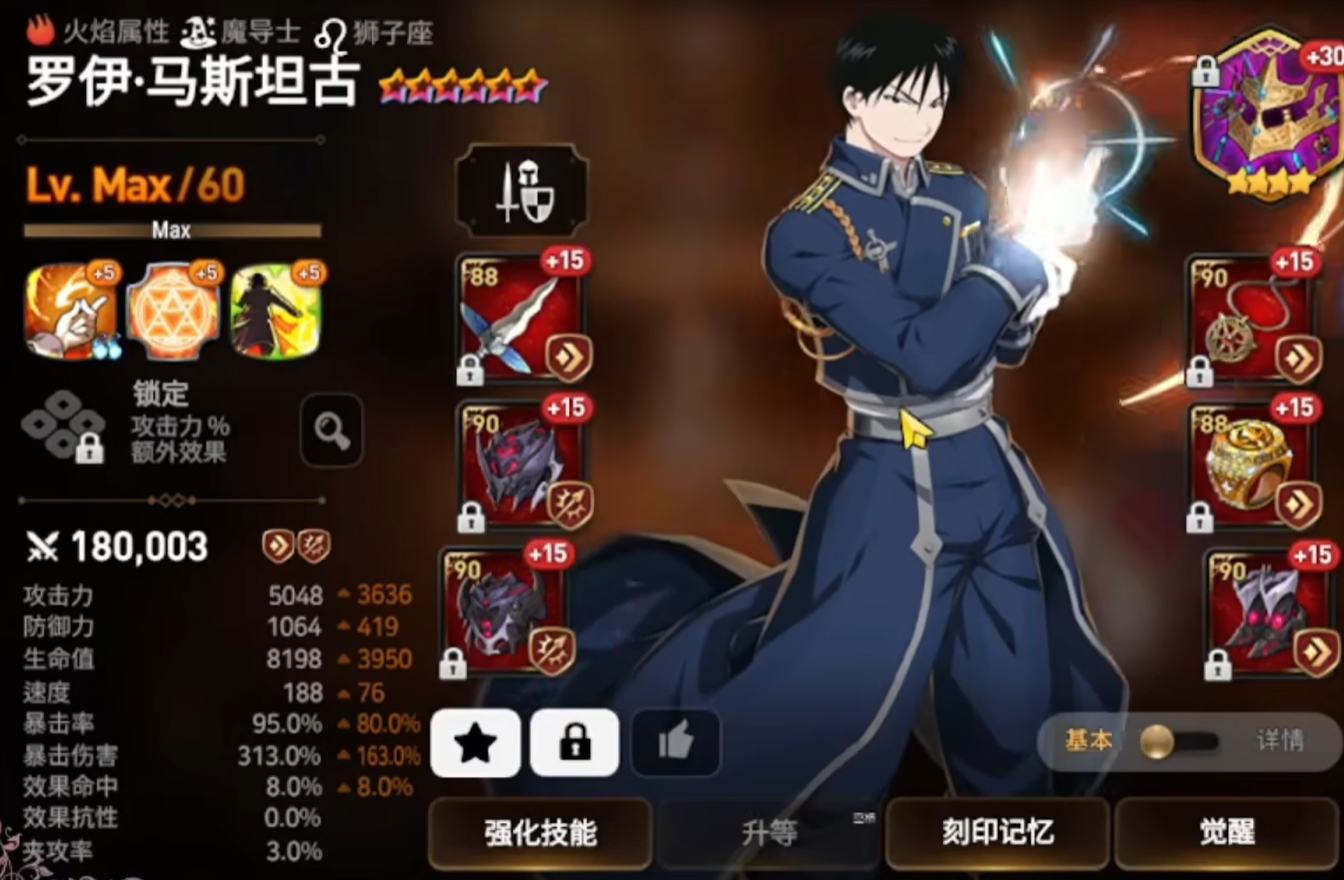 火焰属性 魔导士 狮子座
罗伊·马斯坦古
Lv. Max/60
Max
+5 +5 +5
锁定
攻击力%
额外效果
180,003
攻击力 5048 3636
防御力 1064 419
生命值 8198 3950
速度 188 76
暴击率 95.0% 80.0%
暴击伤害 313.0% 163.0%
效果命中 8.0% 8.0%
效果抗性 0.0%
夹攻率 3.0%
88 +15
90 +15
90 +15
+30
90 +15
88 +15
90 +15
基本 详情
强化技能 升等 刻印记忆 觉醒